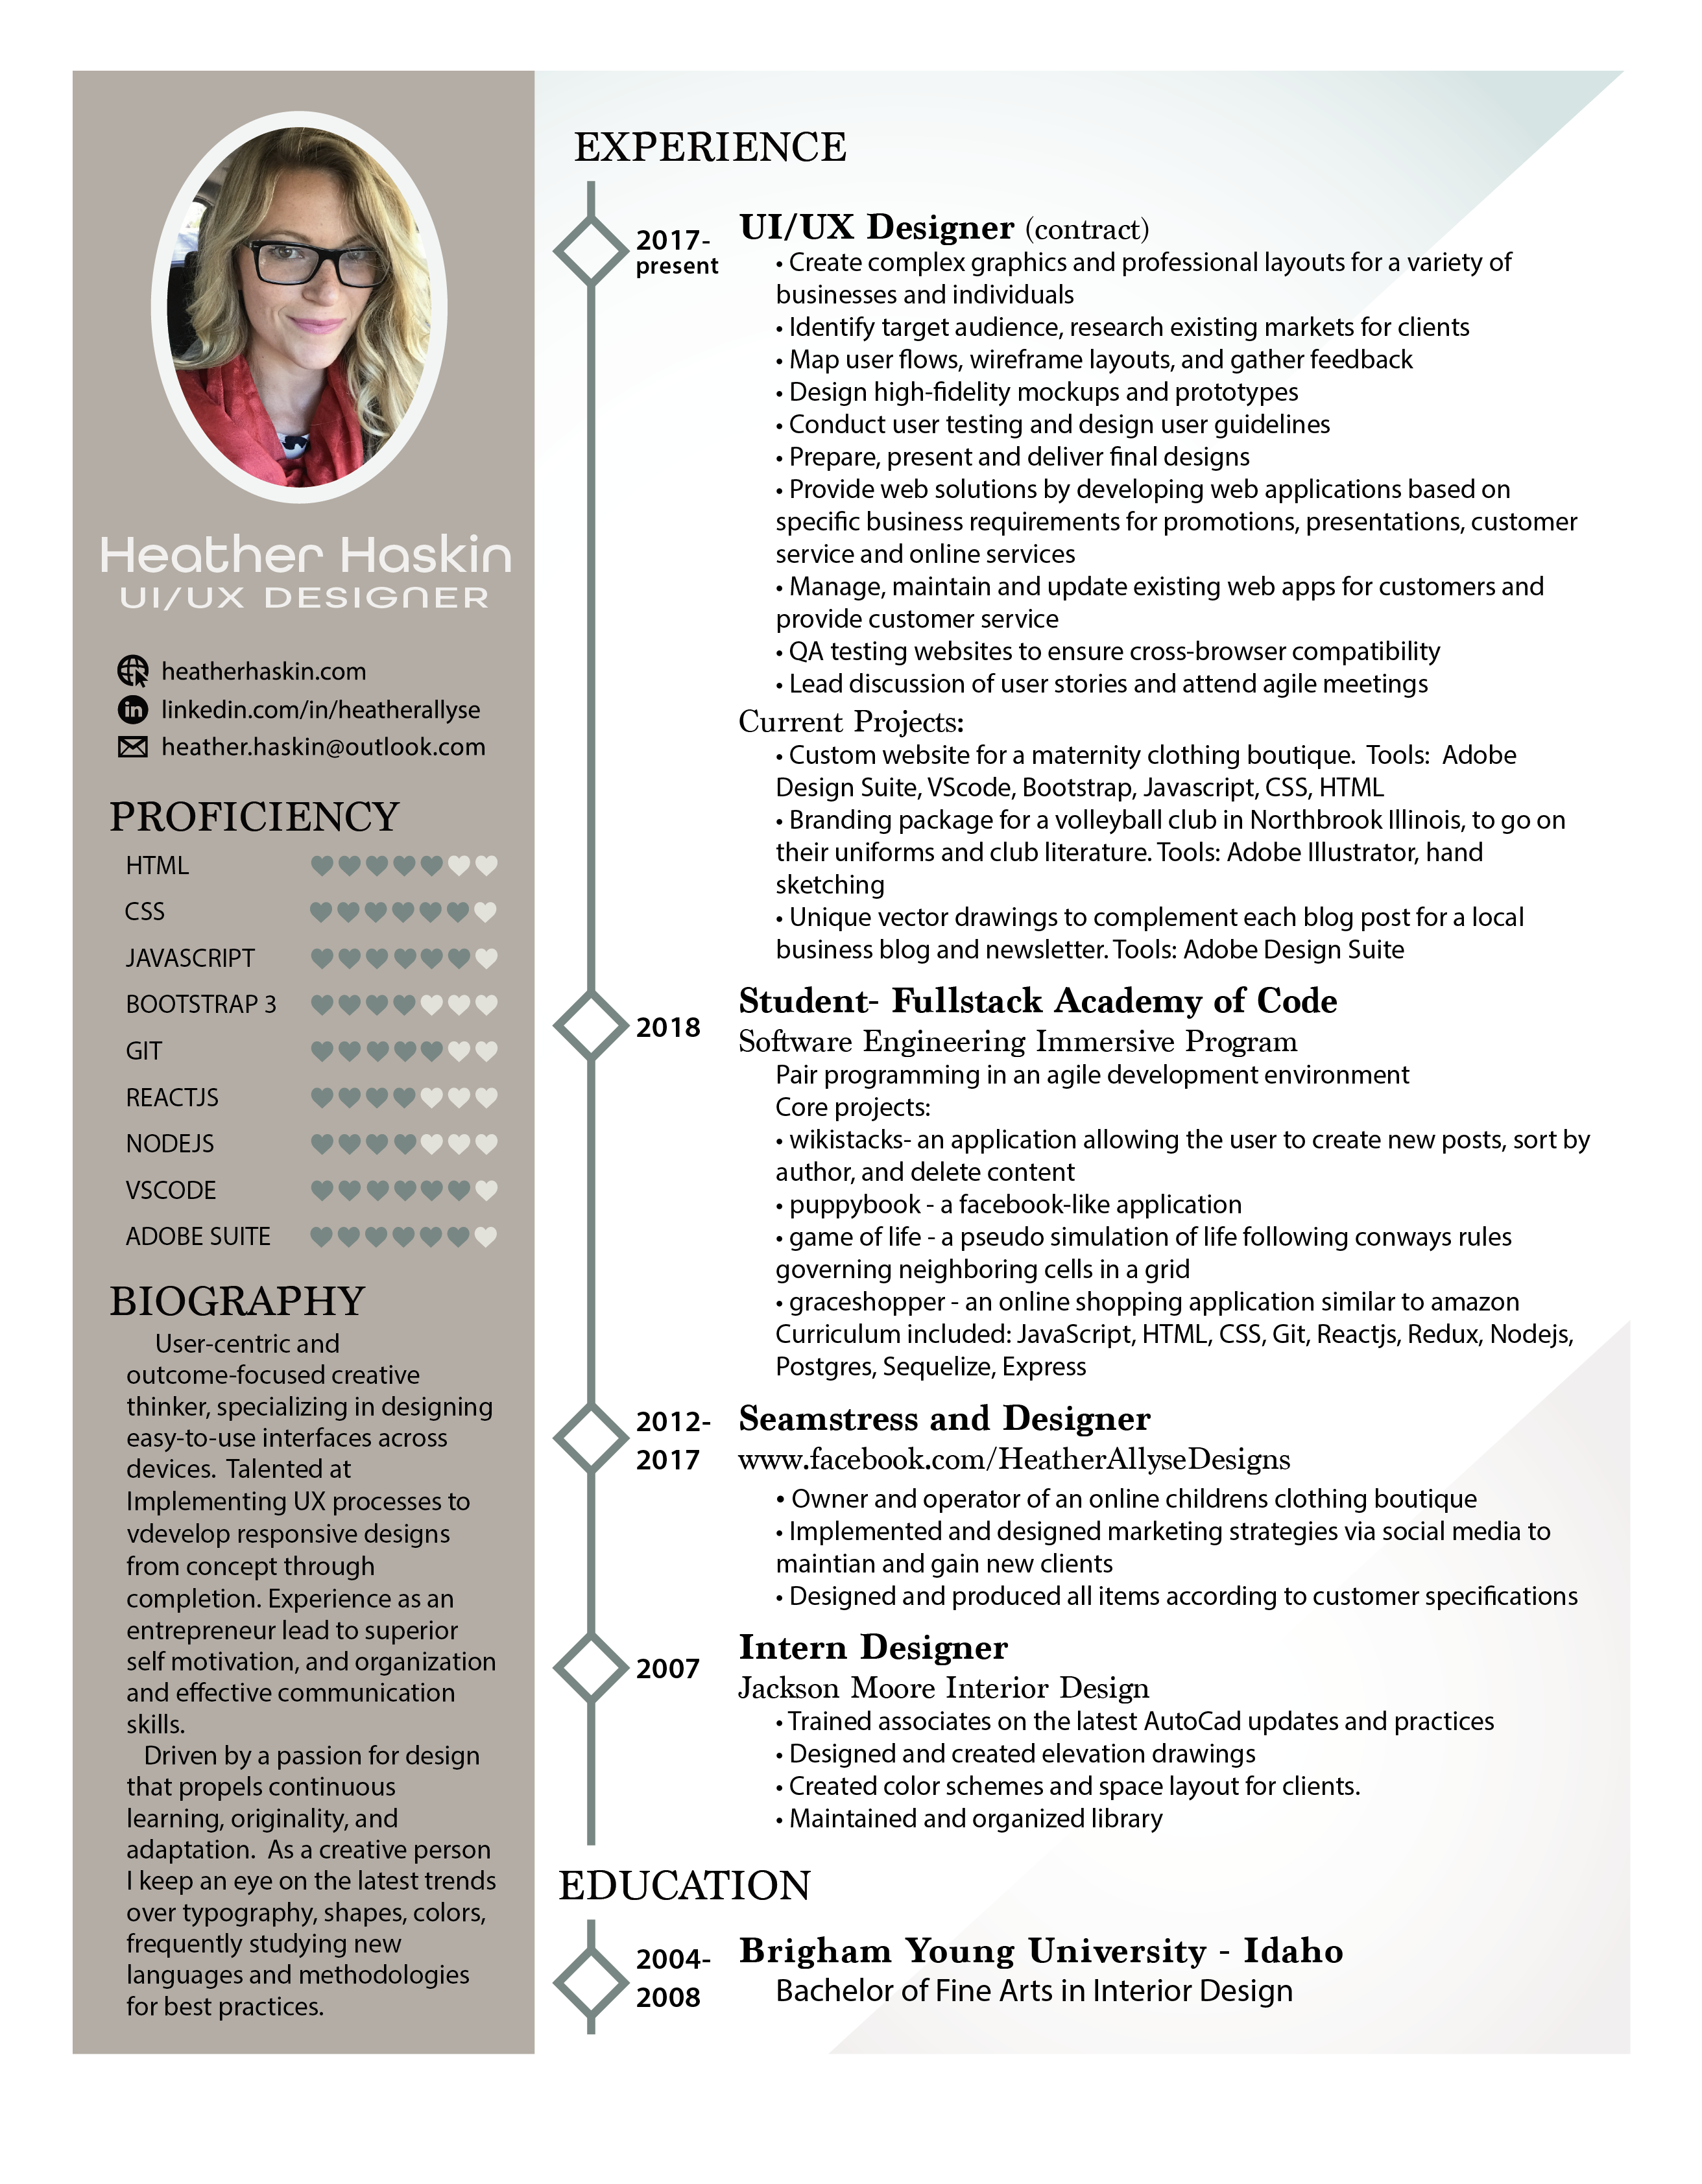 Heather Haskin
UI/UX DESIGNER
heatherhaskin.com
in linkedin.com/in/heatherallyse
heather.haskin@outlook.com
PROFICIENCY
HTML
CSS
JAVASCRIPT
BOOTSTRAP 3
GIT
REACTJS
NODEJS
VSCODE
ADOBE SUITE
BIOGRAPHY
User-centric and
outcome-focused creative
thinker, specializing in designing
easy-to-use interfaces across
devices. Talented at
Implementing UX processes to
vdevelop responsive designs
from concept through
completion. Experience as an
entrepreneur lead to superior
self motivation, and organization
and effective communication
skills.
Driven by a passion for design
that propels continuous
learning, originality, and
adaptation. As a creative person
I keep an eye on the latest trends
over typography, shapes, colors,
frequently studying new
languages and methodologies
for best practices.
EXPERIENCE
2017-
present
UI/UX Designer (contract)
• Create complex graphics and professional layouts for a variety of
businesses and individuals
• Identify target audience, research existing markets for clients
• Map user flows, wireframe layouts, and gather feedback
• Design high-fidelity mockups and prototypes
• Conduct user testing and design user guidelines
• Prepare, present and deliver final designs
• Provide web solutions by developing web applications based on
specific business requirements for promotions, presentations, customer
service and online services
• Manage, maintain and update existing web apps for customers and
provide customer service
• QA testing websites to ensure cross-browser compatibility
• Lead discussion of user stories and attend agile meetings
Current Projects:
• Custom website for a maternity clothing boutique. Tools: Adobe
Design Suite, VScode, Bootstrap, Javascript, CSS, HTML
• Branding package for a volleyball club in Northbrook Illinois, to go on
their uniforms and club literature. Tools: Adobe Illustrator, hand
sketching
• Unique vector drawings to complement each blog post for a local
business blog and newsletter. Tools: Adobe Design Suite
2018
Student- Fullstack Academy of Code
Software Engineering Immersive Program
Pair programming in an agile development environment
Core projects:
• wikistacks- an application allowing the user to create new posts, sort by
author, and delete content
• puppybook - a facebook-like application
• game of life - a pseudo simulation of life following conways rules
governing neighboring cells in a grid
• graceshopper - an online shopping application similar to amazon
Curriculum included: JavaScript, HTML, CSS, Git, Reactjs, Redux, Nodejs,
Postgres, Sequelize, Express
2012-
2017
Seamstress and Designer
www.facebook.com/HeatherAllyseDesigns
• Owner and operator of an online childrens clothing boutique
• Implemented and designed marketing strategies via social media to
maintian and gain new clients
• Designed and produced all items according to customer specifications
2007
Intern Designer
Jackson Moore Interior Design
• Trained associates on the latest AutoCad updates and practices
• Designed and created elevation drawings
• Created color schemes and space layout for clients.
• Maintained and organized library
EDUCATION
2004-
2008
Brigham Young University - Idaho
Bachelor of Fine Arts in Interior Design